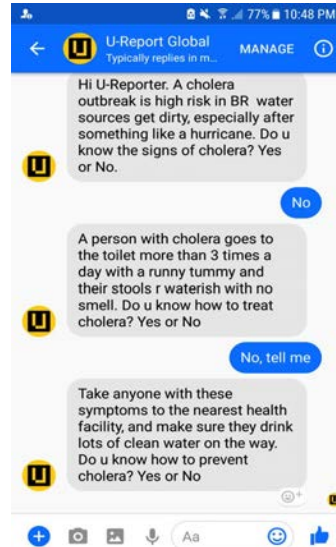 77% 10:48 PM
U-Report Global
Typically replies in m...
MANAGE
Hi U-Reporter. A cholera
outbreak is high risk in BR water
sources get dirty, especially after
something like a hurricane. Do u
know the signs of cholera? Yes
or No.
No
A person with cholera goes to
the toilet more than 3 times a
day with a runny tummy and
their stools r waterish with no
smell. Do u know how to treat
cholera? Yes or No
No, tell me
Take anyone with these
symptoms to the nearest health
facility, and make sure they drink
lots of clean water on the way.
Do u know how to prevent
cholera? Yes or No
Aa